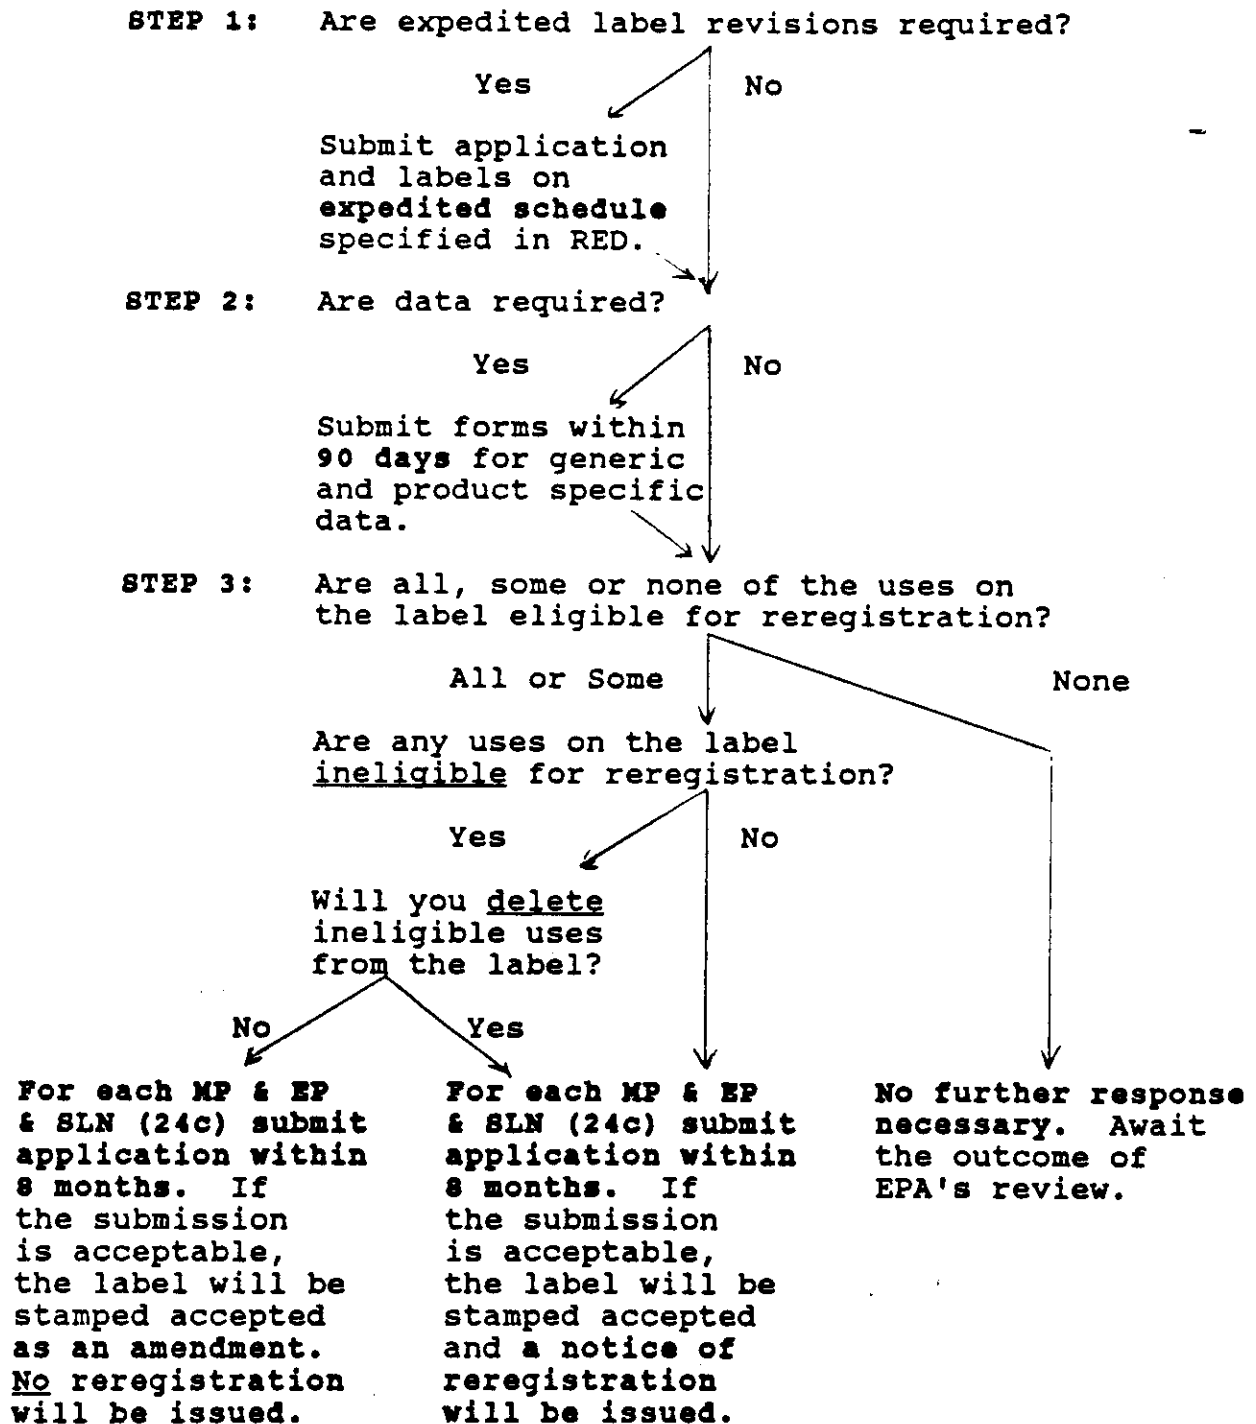 STEP 1: Are expedited label revisions required?
Yes No
Submit application
and labels on
expedited schedule
specified in RED.
STEP 2: Are data required?
Yes No
Submit forms within
90 days for generic
and product specific
data.
STEP 3: Are all, some or none of the uses on
the label eligible for reregistration?
All or Some None
Are any uses on the label
ineligible for reregistration?
Yes No
Will you delete
ineligible uses
from the label?
No Yes
For each MP & EP
& SLN (24c) submit
application within
8 months. If
the submission
is acceptable,
the label will be
stamped accepted
as an amendment.
No reregistration
will be issued.
For each MP & EP
& SLN (24c) submit
application within
8 months. If
the submission
is acceptable,
the label will be
stamped accepted
and a notice of
reregistration
will be issued.
No further response
necessary. Await
the outcome of
EPA's review.